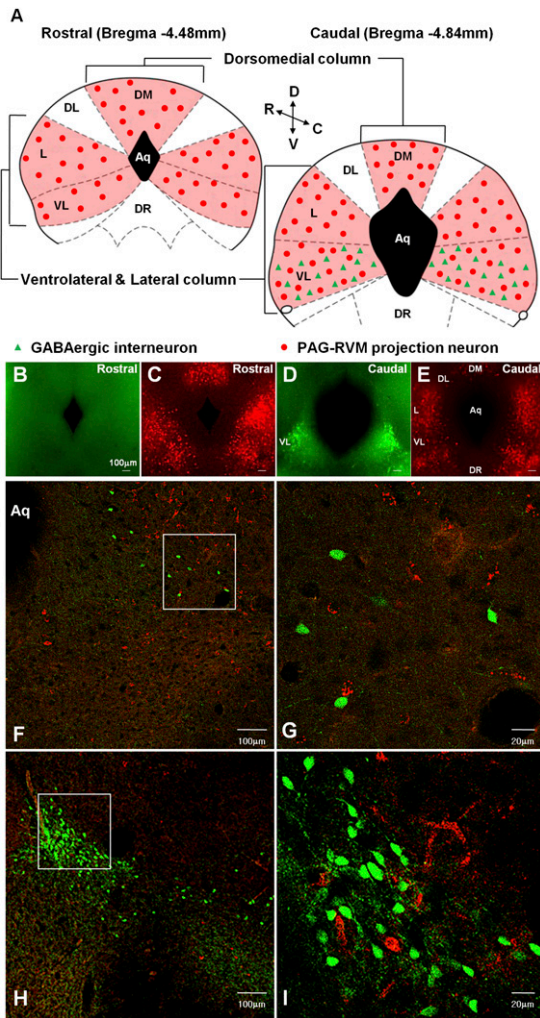 A
Rostral (Bregma -4.48mm)
Caudal (Bregma -4.84mm)
Dorsomedial column
DL
DM
L
Aq
VL
DR
D
R
C
V
DL
DM
L
Aq
VL
DR
Ventrolateral & Lateral column
GABAergic interneuron
PAG-RVM projection neuron
B
Rostral
100µm
C
Rostral
D
Caudal
VL
E
DM
Caudal
DL
L
Aq
VL
DR
Aq
F
100µm
G
20µm
H
100µm
I
20µm